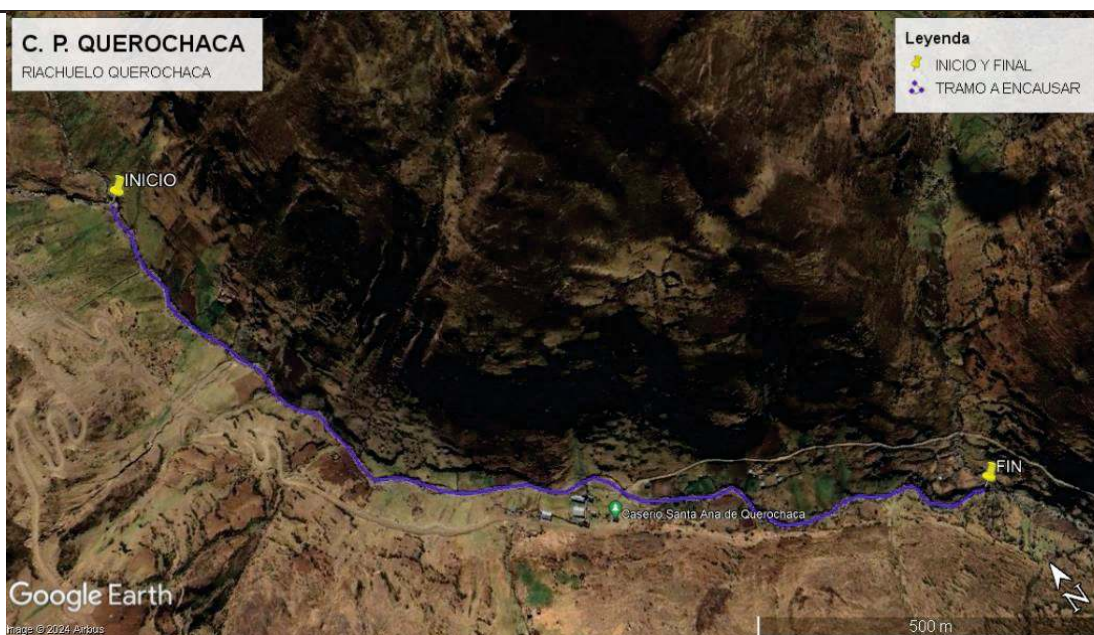 C. P. QUEROCHACA
RIACHUELO QUEROCHACA
Leyenda
INICIO Y FINAL
TRAMO A ENCAUSAR
INICIO
FIN
Caserio Santa Ana de Querochaca
Google Earth
Image © 2024 Airbus
N
500 m